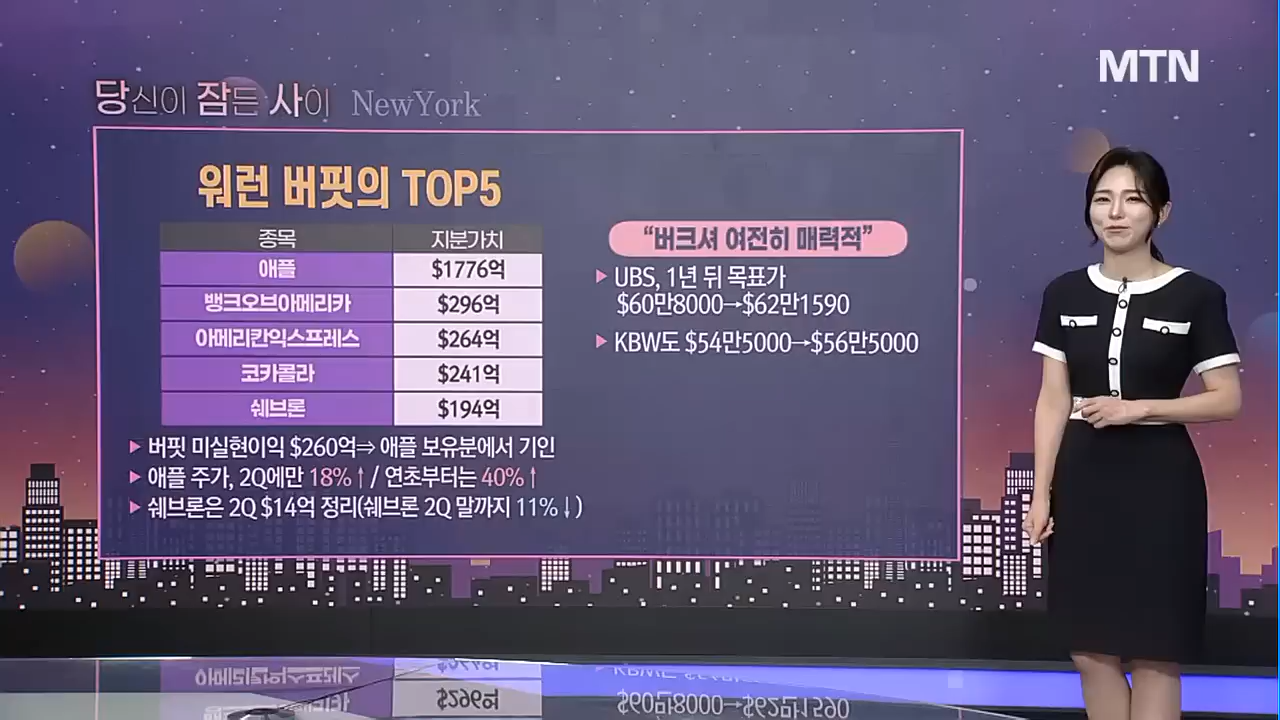 MTN
당신이 잠든 사이 NewYork
워런 버핏의 TOP5
종목 지분가치
애플 $1776억
뱅크오브아메리카 $296억
아메리칸익스프레스 $264억
코카콜라 $241억
쉐브론 $194억
▶ 버핏 미실현이익 $260억⇒ 애플 보유분에서 기인
▶ 애플 주가, 2Q에만 18%↑/ 연초부터는 40%↑
▶ 쉐브론은 2Q $14억 정리(쉐브론 2Q 말까지 11%↓)
“버크셔 여전히 매력적”
▶ UBS, 1년 뒤 목표가
$60만8000→$62만1590
▶ KBW도 $54만5000→$56만5000